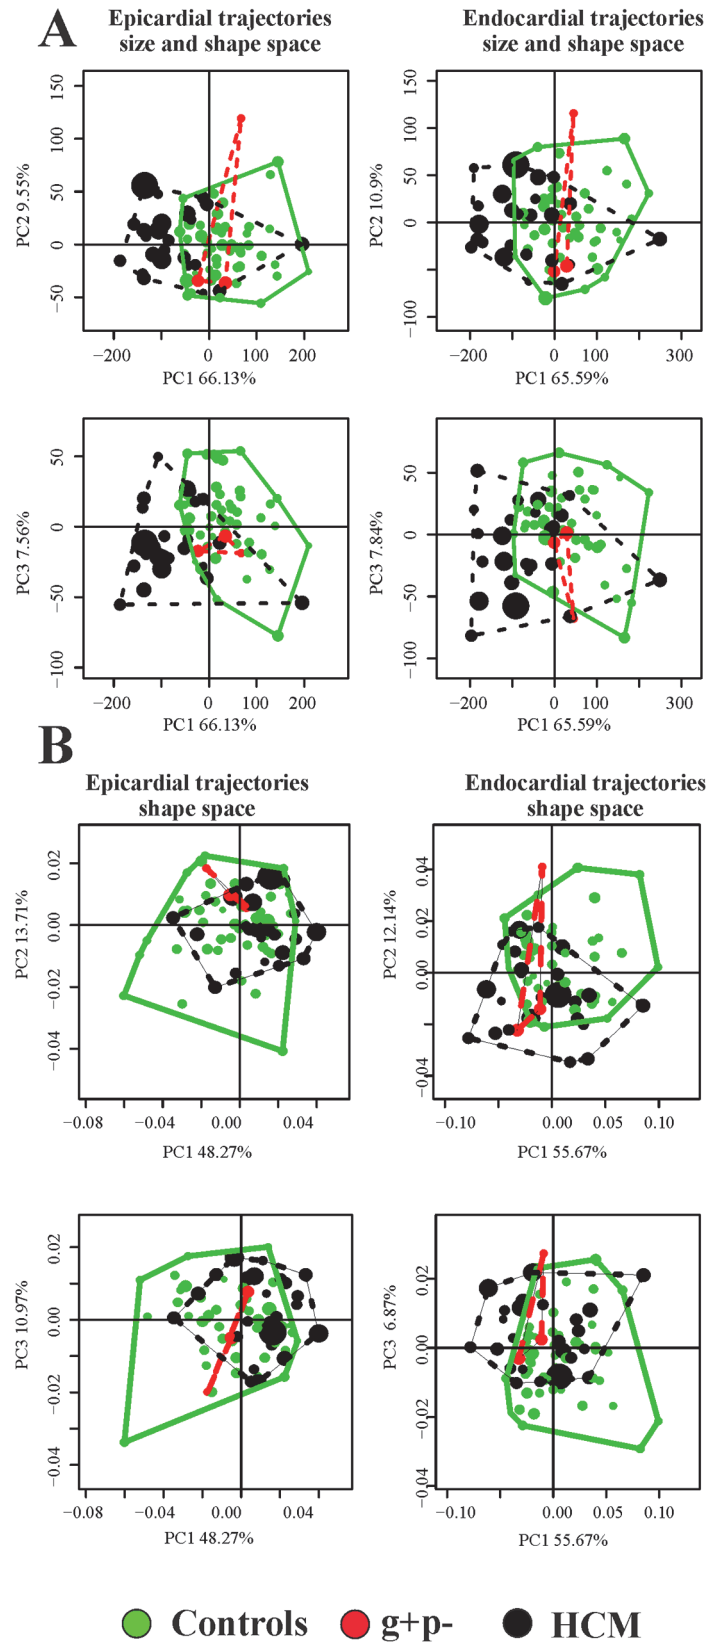 A
Epicardial trajectories
size and shape space
Endocardial trajectories
size and shape space
PC2 9.55%
150
100
50
0
−50
−200
0
100
200
PC1 66.13%
PC2 10.9%
150
100
50
0
−100
−200
0
100
300
PC1 65.59%
PC3 7.56%
50
0
−50
−100
−200
0
100
200
PC1 66.13%
PC3 7.84%
50
0
−50
−100
−200
0
100
300
PC1 65.59%
B
Epicardial trajectories
shape space
Endocardial trajectories
shape space
PC2 13.71%
0.02
0.00
−0.02
−0.04
−0.08
−0.04
0.00
0.04
PC1 48.27%
PC2 12.14%
0.04
0.02
0.00
−0.04
−0.10
0.00
0.05
0.10
PC1 55.67%
PC3 10.97%
0.02
0.00
−0.02
−0.04
−0.08
−0.04
0.00
0.04
PC1 48.27%
PC3 6.87%
0.02
0.00
−0.02
−0.04
−0.10
0.00
0.05
0.10
PC1 55.67%
Controls
g+p-
HCM